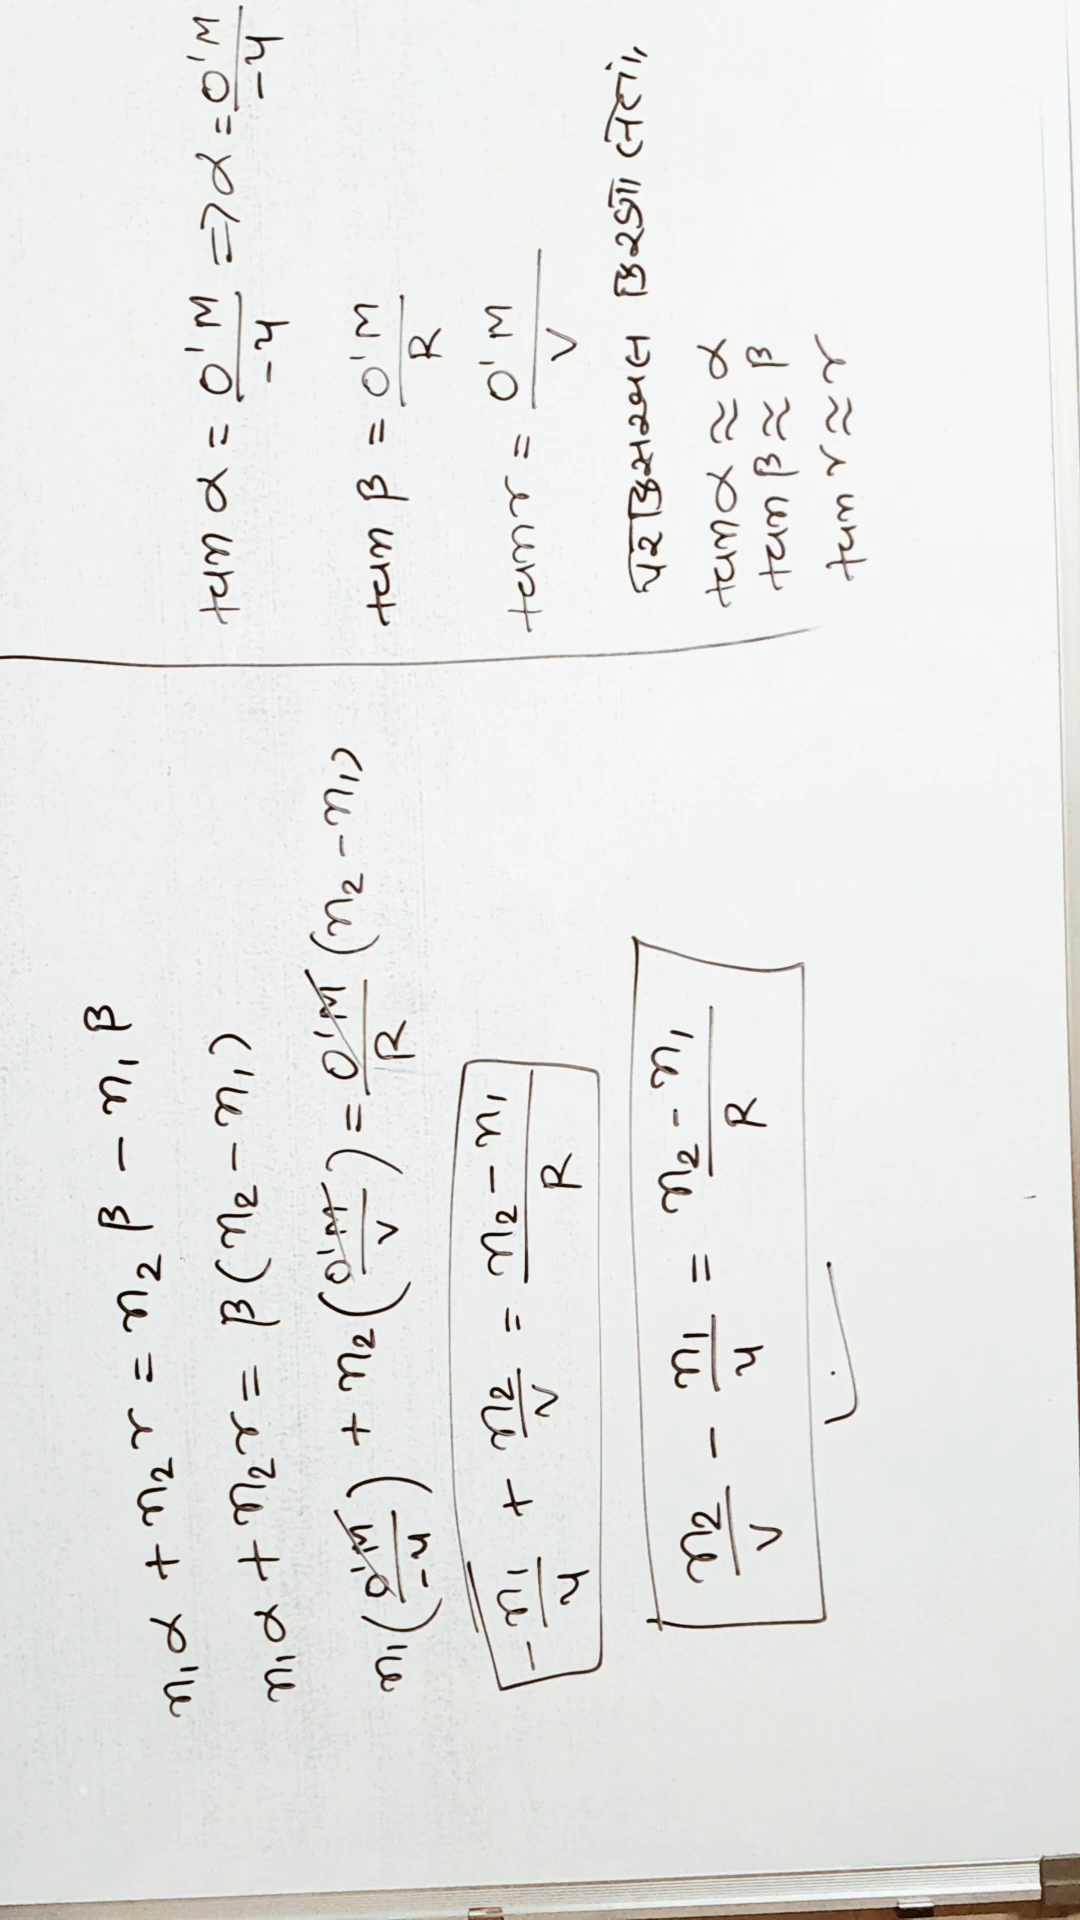 n₁α + n₂γ = n₂β − n₁β
n₁α + n₂γ = β(n₂ − n₁)
n₁(O'M/−u) + n₂(O'M/v) = O'M/R (n₂ − n₁)
−n₁/u + n₂/v = n₂ − n₁/R
n₂/v − n₁/u = n₂ − n₁/R
tan α = O'M/−u => α = O'M/−u
tan β = O'M/R
tan γ = O'M/v
tan α ≈ α
tan β ≈ β
tan γ ≈ γ